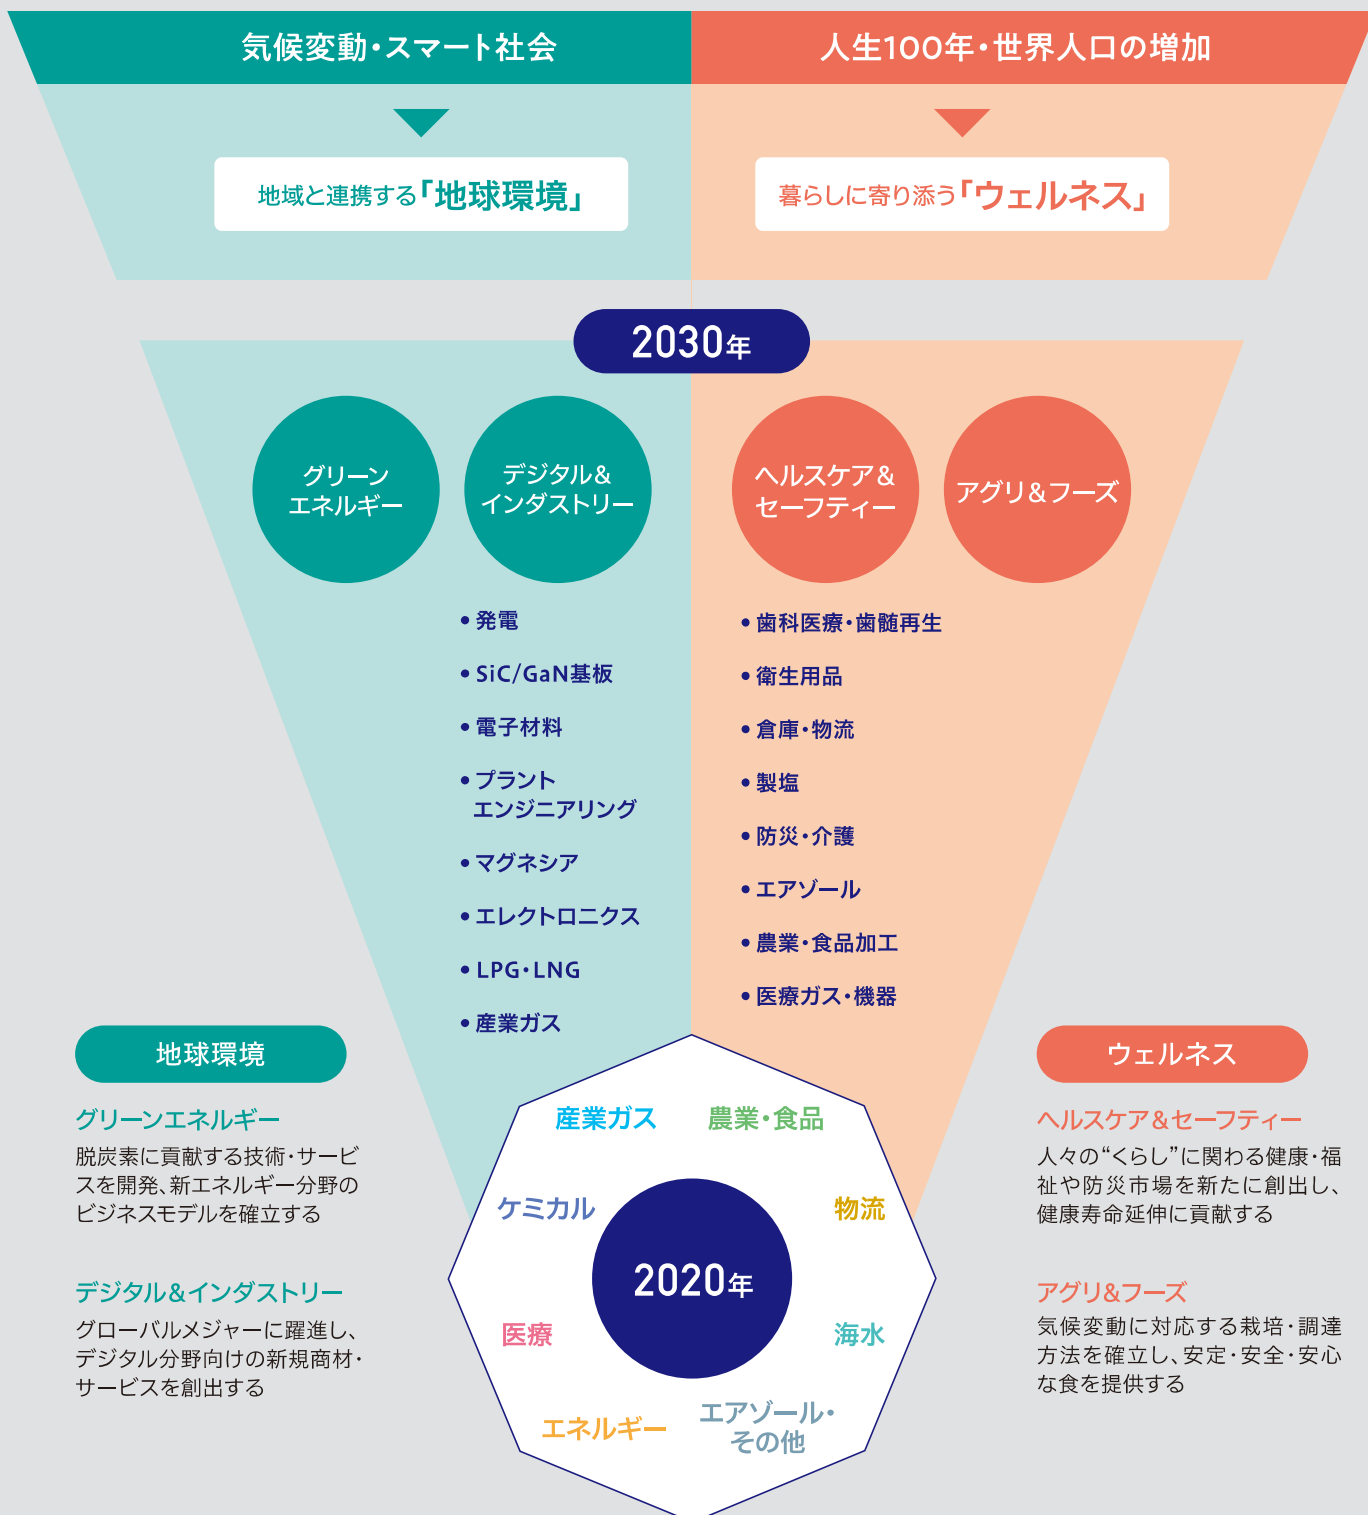 気候変動・スマート社会
人生100年・世界人口の増加
地域と連携する「地球環境」
暮らしに寄り添う「ウェルネス」
2030年
グリーン
エネルギー
デジタル&
インダストリー
ヘルスケア&
セーフティー
アグリ&フーズ
•発電
•SiC/GaN基板
•電子材料
•プラント
エンジニアリング
•マグネシア
•エレクトロニクス
•LPG・LNG
•産業ガス
•歯科医療・歯髄再生
•衛生用品
•倉庫・物流
•製塩
•防災・介護
•エアゾール
•農業・食品加工
•医療ガス・機器
地球環境
グリーンエネルギー
脱炭素に貢献する技術・サービ
スを開発、新エネルギー分野の
ビジネスモデルを確立する
デジタル&インダストリー
グローバルメジャーに躍進し、
デジタル分野向けの新規商材・
サービスを創出する
産業ガス
農業・食品
ケミカル
物流
2020年
医療
海水
エネルギー
エアゾール・
その他
ウェルネス
ヘルスケア&セーフティー
人々の“くらし”に関わる健康・福
祉や防災市場を新たに創出し、
健康寿命延伸に貢献する
アグリ&フーズ
気候変動に対応する栽培・調達
方法を確立し、安定・安全・安心
な食を提供する